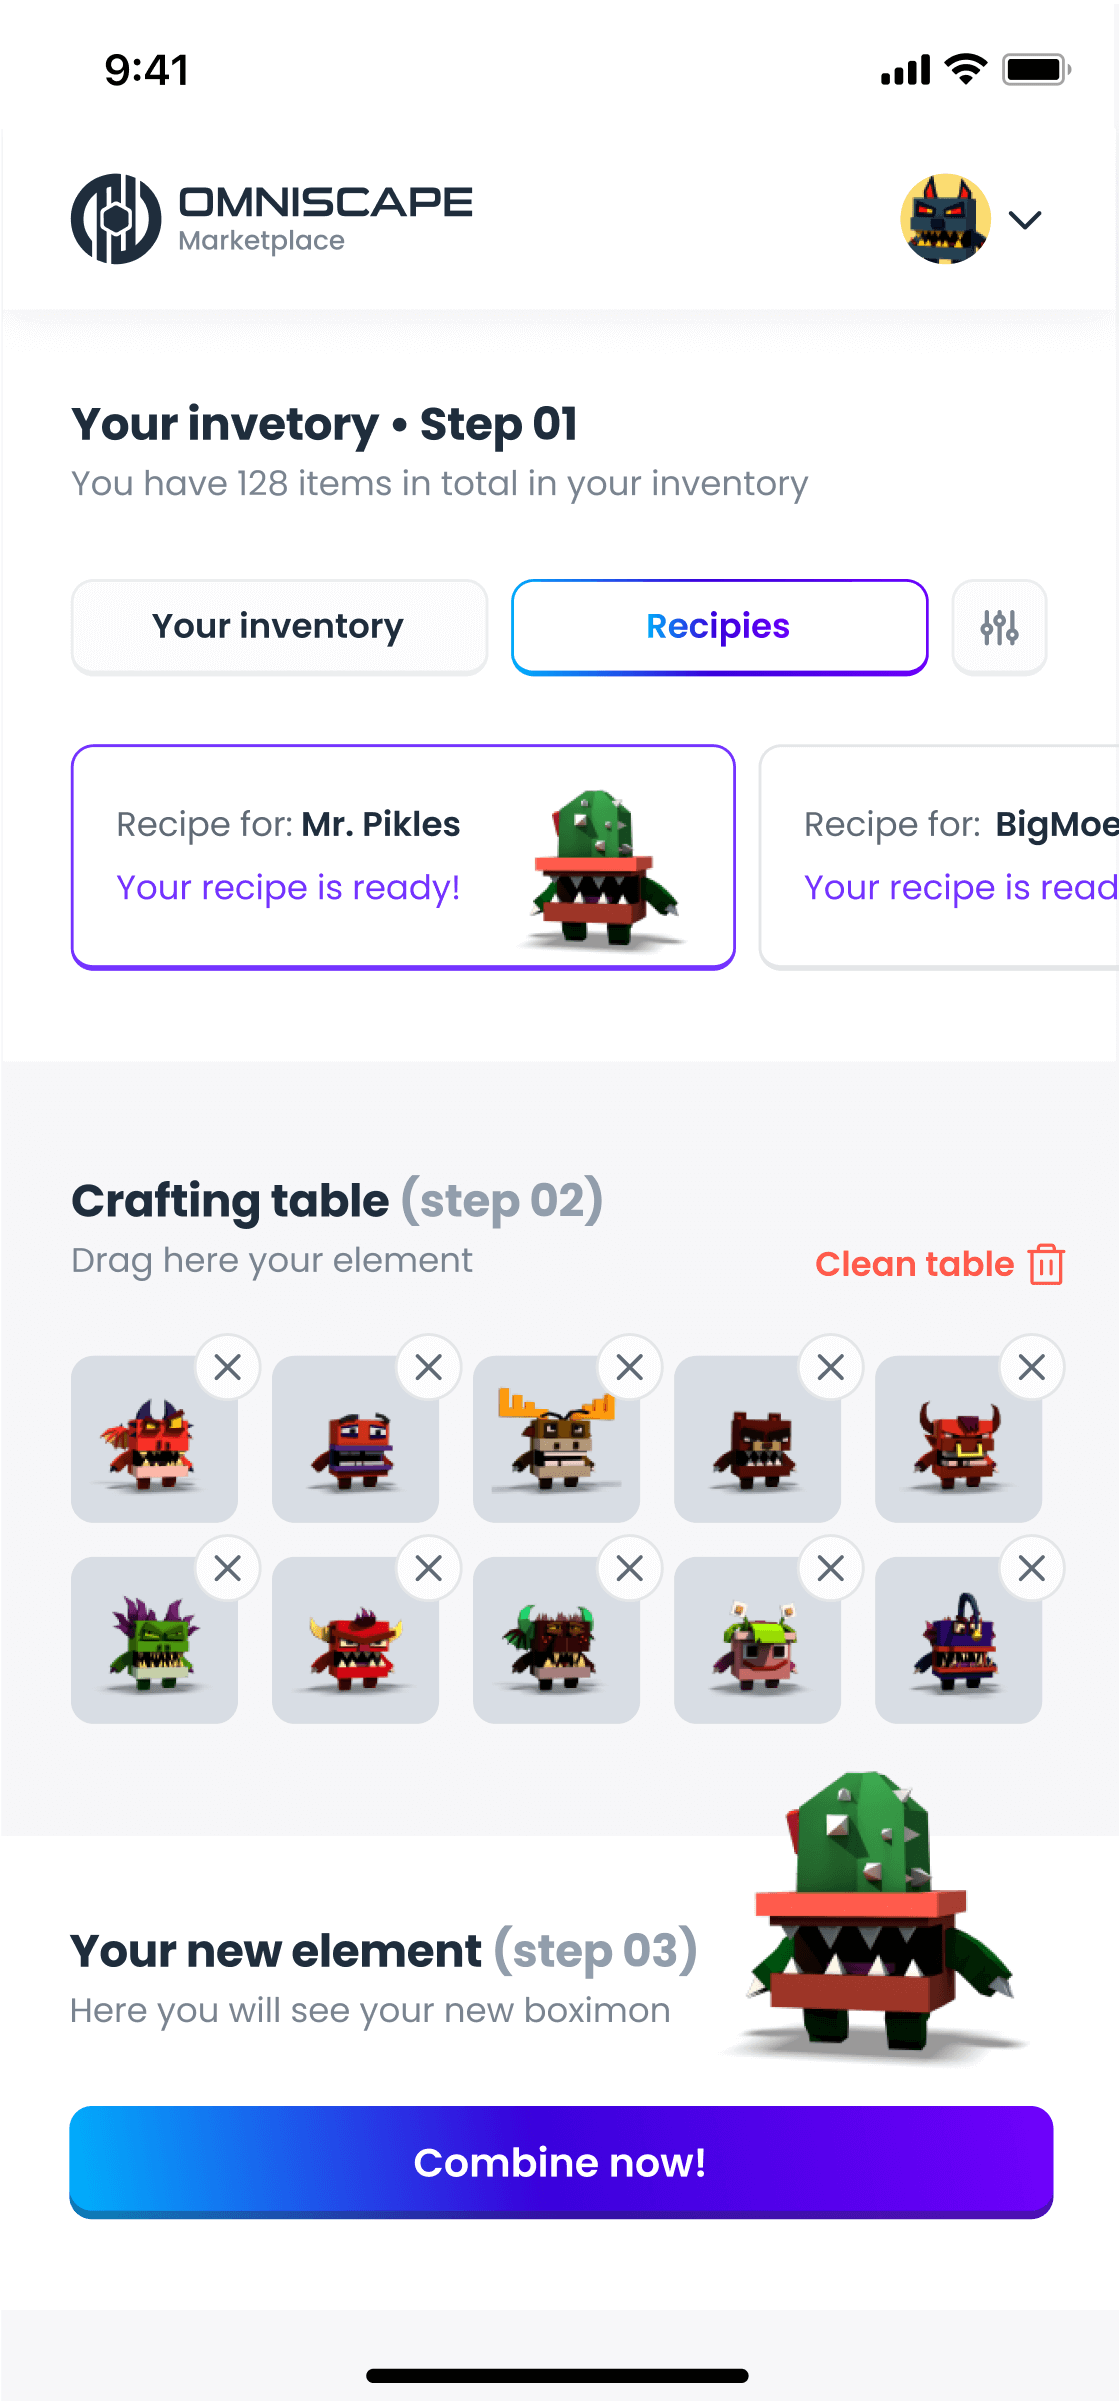 9:41
OMNISCAPE
Marketplace
Your invetory • Step 01
You have 128 items in total in your inventory
Your inventory
Recipies
Recipe for: Mr. Pikles
Your recipe is ready!
Recipe for: BigMoe
Your recipe is read
Crafting table (step 02)
Drag here your element
Clean table
Your new element (step 03)
Here you will see your new boximon
Combine now!